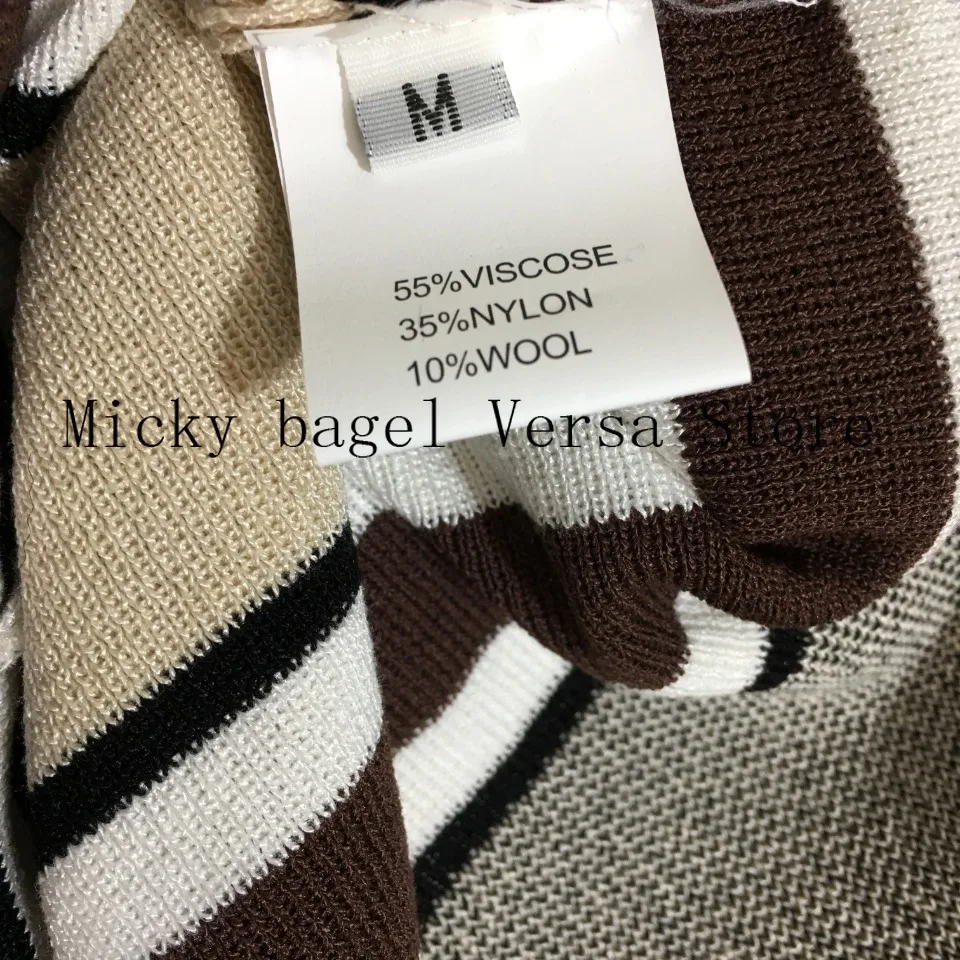 M
55%VISCOSE
35%NYLON
10%WOOL
Micky bagel Versa Store